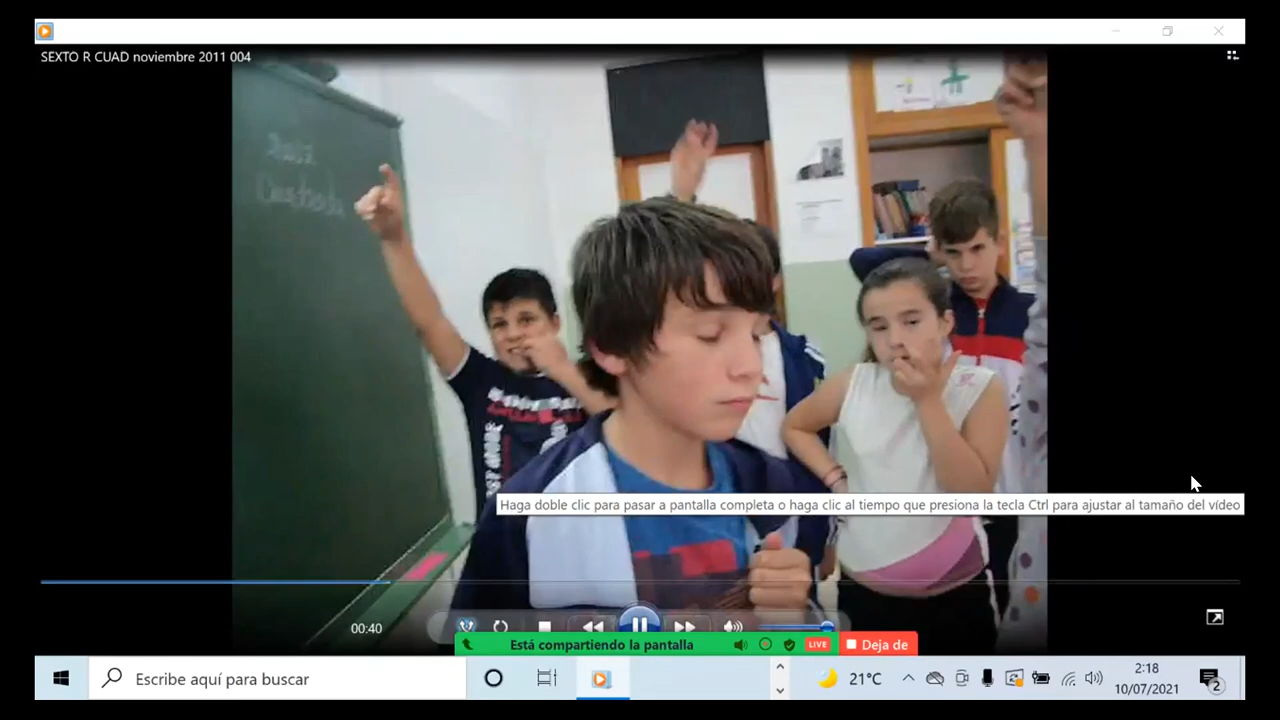 SEXTO R CUAD noviembre 2011 004
Haga doble clic para pasar a pantalla completa o haga clic al tiempo que presiona la tecla Ctrl para ajustar al tamaño del vídeo
00:40
Está compartiendo la pantalla
LIVE
Deja de
Escribe aquí para buscar
21°C
2:18
10/07/2021
2